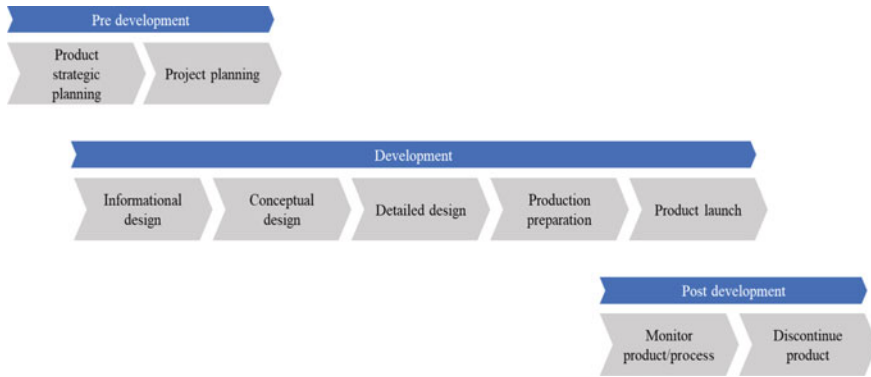 Pre development
Product
strategic
planning
Project planning
Development
Informational
design
Conceptual
design
Detailed design
Production
preparation
Product launch
Post development
Monitor
product/process
Discontinue
product